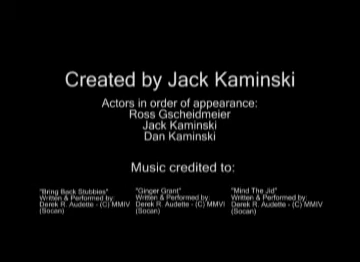 Created by Jack Kaminski
Actors in order of appearance:
Ross Gscheidmeier
Jack Kaminski
Dan Kaminski
Music credited to:
"Bring Back Stubbies"
Written & Performed by:
Derek R. Audette - (C) MMIV
(Socan)
"Ginger Grant"
Written & Performed by:
Derek R. Audette - (C) MMVI
(Socan)
"Mind The Jid"
Written & Performed by:
Derek R. Audette - (C) MMIV
(Socan)